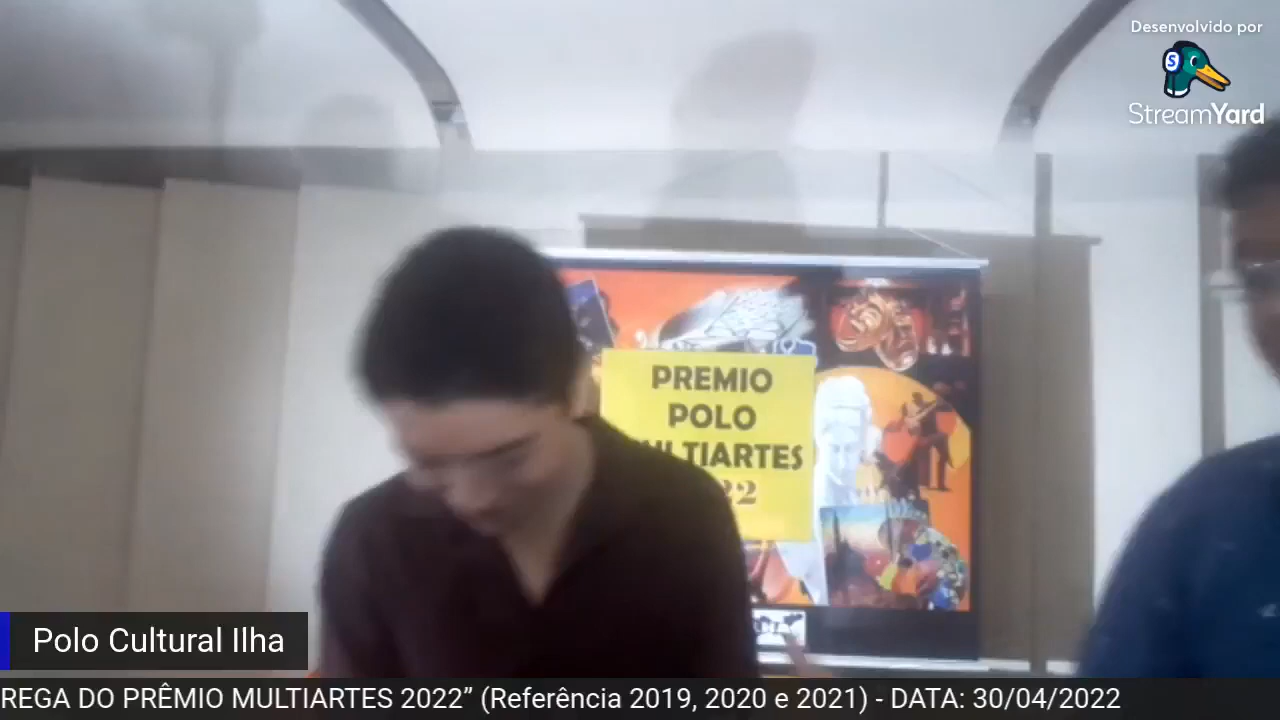 Desenvolvido por
StreamYard
PREMIO
POLO
LTIARTES
22
Polo Cultural Ilha
REGA DO PRÊMIO MULTIARTES 2022” (Referência 2019, 2020 e 2021) - DATA: 30/04/2022